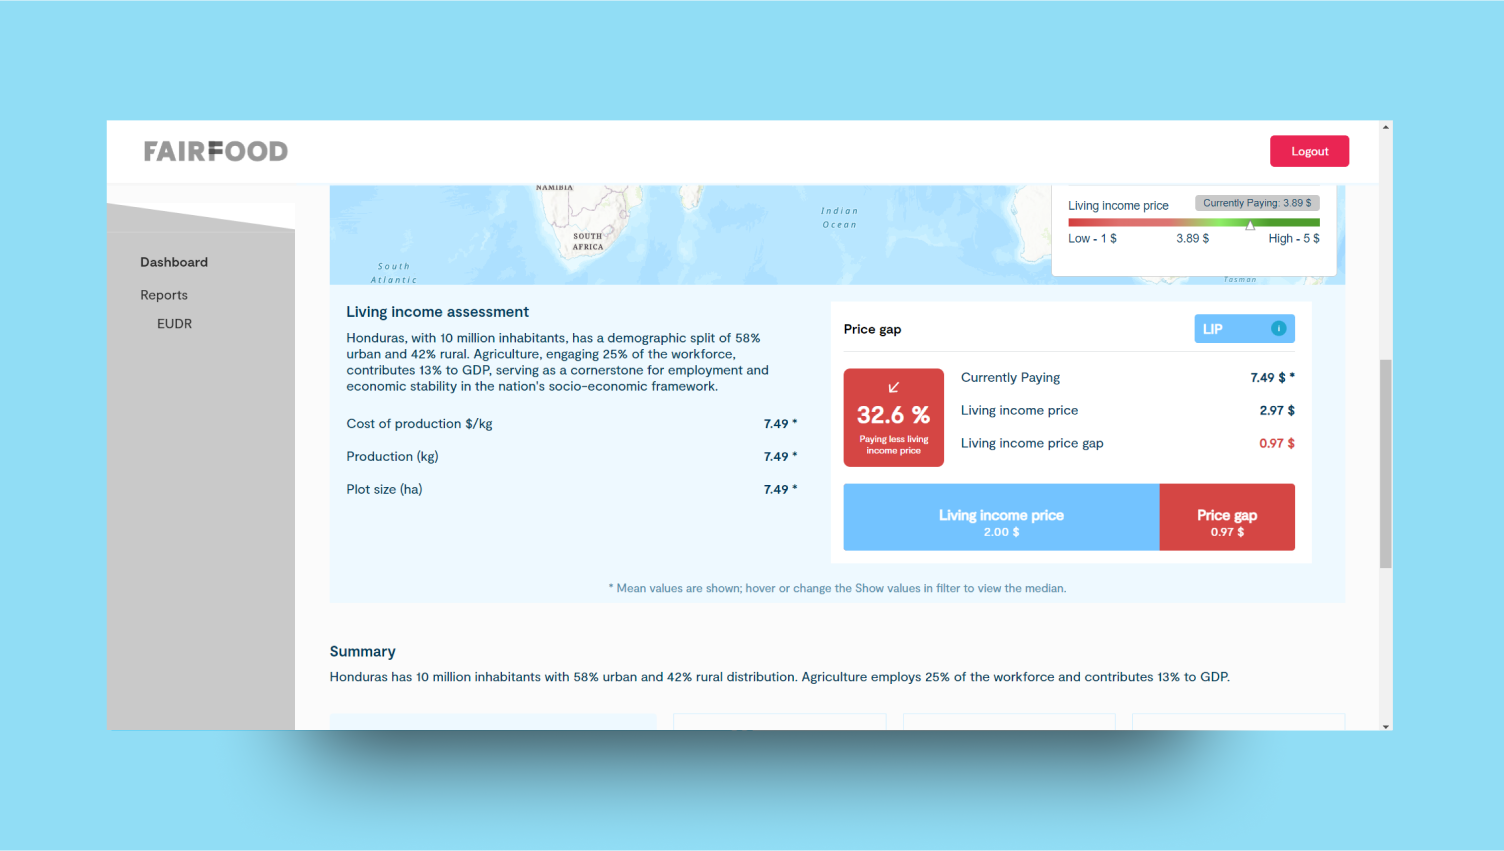 FAIRFOOD
Logout
Dashboard
Reports
EUDR
NAMIBIA
SOUTH
AFRICA
South
Atlantic
Indian
Ocean
Tasman
Living income price
Currently Paying: 3.89 $
Low - 1 $
3.89 $
High - 5 $
Living income assessment
Honduras, with 10 million inhabitants, has a demographic split of 58%
urban and 42% rural. Agriculture, engaging 25% of the workforce,
contributes 13% to GDP, serving as a cornerstone for employment and
economic stability in the nation's socio-economic framework.
Cost of production $/kg 7.49 *
Production (kg) 7.49 *
Plot size (ha) 7.49 *
Price gap
LIP i
32.6 %
Paying less living
income price
Currently Paying 7.49 $ *
Living income price 2.97 $
Living income price gap 0.97 $
Living income price
2.00 $
Price gap
0.97 $
* Mean values are shown; hover or change the Show values in filter to view the median.
Summary
Honduras has 10 million inhabitants with 58% urban and 42% rural distribution. Agriculture employs 25% of the workforce and contributes 13% to GDP.